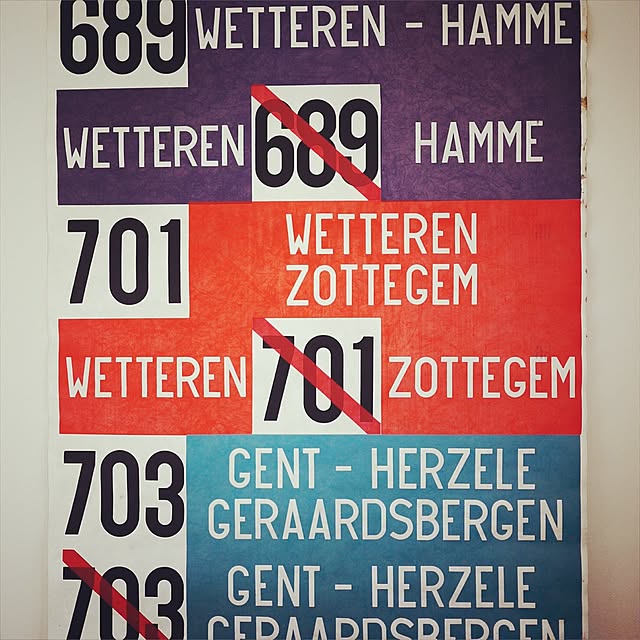 689 WETTEREN - HAMME
WETTEREN 689 HAMME
701 WETTEREN
ZOTTEGEM
WETTEREN 701 ZOTTEGEM
703 GENT - HERZELE
GERAARDSBERGEN
703 GENT - HERZELE
GERAARDSBERGEN